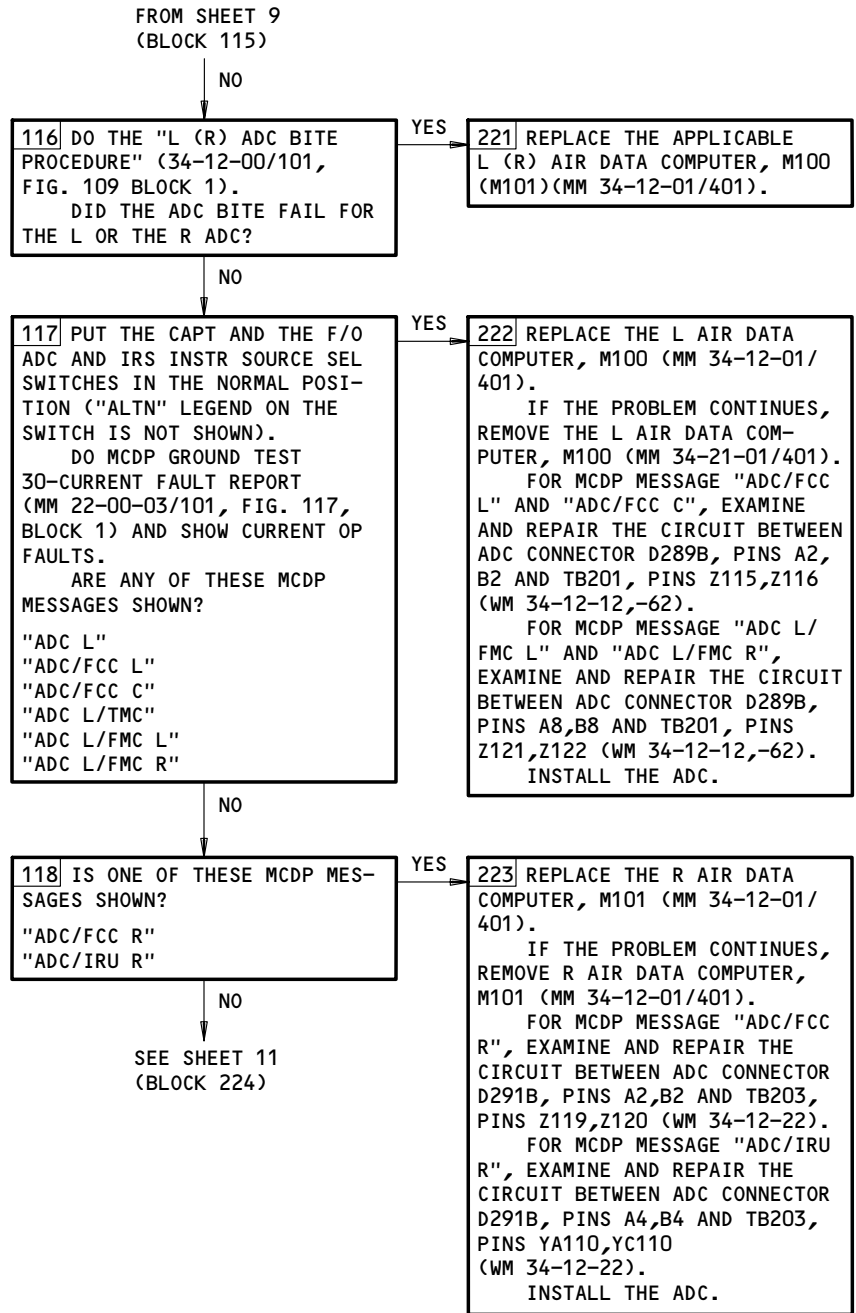 FROM SHEET 9
(BLOCK 115)
NO
116 DO THE "L (R) ADC BITE
PROCEDURE" (34-12-00/101,
FIG. 109 BLOCK 1).
DID THE ADC BITE FAIL FOR
THE L OR THE R ADC?
YES
221 REPLACE THE APPLICABLE
L (R) AIR DATA COMPUTER, M100
(M101)(MM 34-12-01/401).
NO
117 PUT THE CAPT AND THE F/O
ADC AND IRS INSTR SOURCE SEL
SWITCHES IN THE NORMAL POSI-
TION ("ALTN" LEGEND ON THE
SWITCH IS NOT SHOWN).
DO MCDP GROUND TEST
30-CURRENT FAULT REPORT
(MM 22-00-03/101, FIG. 117,
BLOCK 1) AND SHOW CURRENT OP
FAULTS.
ARE ANY OF THESE MCDP
MESSAGES SHOWN?
"ADC L"
"ADC/FCC L"
"ADC/FCC C"
"ADC L/TMC"
"ADC L/FMC L"
"ADC L/FMC R"
YES
222 REPLACE THE L AIR DATA
COMPUTER, M100 (MM 34-12-01/
401).
IF THE PROBLEM CONTINUES,
REMOVE THE L AIR DATA COM-
PUTER, M100 (MM 34-21-01/401).
FOR MCDP MESSAGE "ADC/FCC
L" AND "ADC/FCC C", EXAMINE
AND REPAIR THE CIRCUIT BETWEEN
ADC CONNECTOR D289B, PINS A2,
B2 AND TB201, PINS Z115,Z116
(WM 34-12-12,-62).
FOR MCDP MESSAGE "ADC L/
FMC L" AND "ADC L/FMC R",
EXAMINE AND REPAIR THE CIRCUIT
BETWEEN ADC CONNECTOR D289B,
PINS A8,B8 AND TB201, PINS
Z121,Z122 (WM 34-12-12,-62).
INSTALL THE ADC.
NO
118 IS ONE OF THESE MCDP MES-
SAGES SHOWN?
"ADC/FCC R"
"ADC/IRU R"
YES
223 REPLACE THE R AIR DATA
COMPUTER, M101 (MM 34-12-01/
401).
IF THE PROBLEM CONTINUES,
REMOVE R AIR DATA COMPUTER,
M101 (MM 34-12-01/401).
FOR MCDP MESSAGE "ADC/FCC
R", EXAMINE AND REPAIR THE
CIRCUIT BETWEEN ADC CONNECTOR
D291B, PINS A2,B2 AND TB203,
PINS Z119,Z120 (WM 34-12-22).
FOR MCDP MESSAGE "ADC/IRU
R", EXAMINE AND REPAIR THE
CIRCUIT BETWEEN ADC CONNECTOR
D291B, PINS A4,B4 AND TB203,
PINS YA110,YC110
(WM 34-12-22).
INSTALL THE ADC.
NO
SEE SHEET 11
(BLOCK 224)